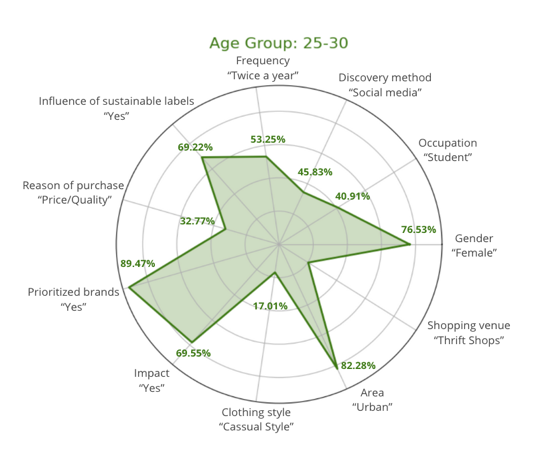 Age Group: 25-30
Frequency
“Twice a year”
Discovery method
“Social media”
Influence of sustainable labels
“Yes”
53.25%
69.22%
Occupation
“Student”
45.83%
40.91%
Reason of purchase
“Price/Quality”
32.77%
76.53%
Gender
“Female”
89.47%
Prioritized brands
“Yes”
17.01%
Shopping venue
“Thrift Shops”
69.55%
82.28%
Impact
“Yes”
Area
“Urban”
Clothing style
“Cassual Style”